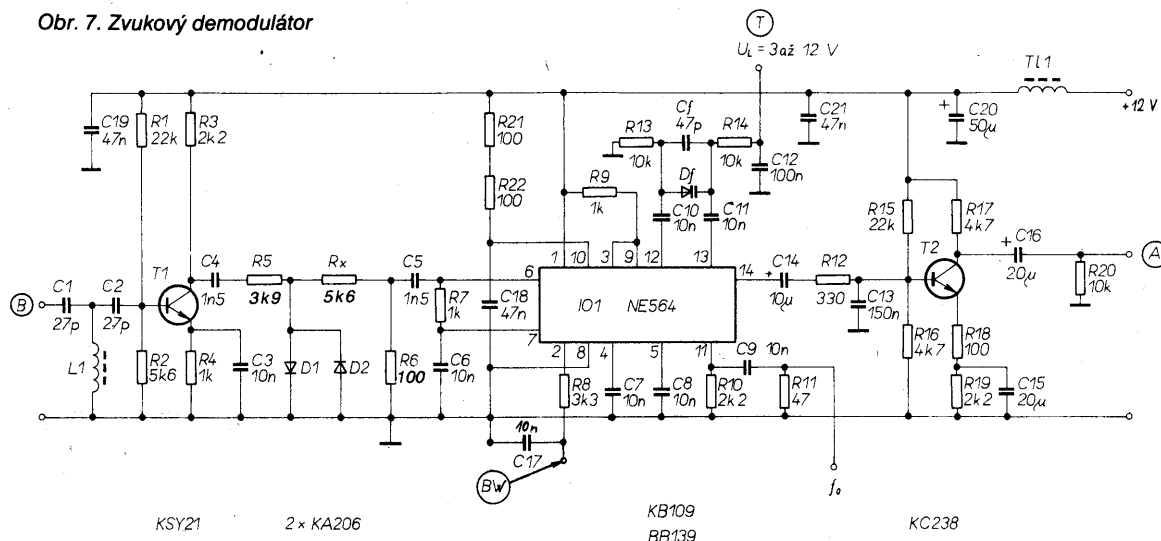 Obr. 7. Zvukový demodulátor
T
U_L = 3 až 12 V
Tl1
+12 V
C19
47n
R1
22k
R3
2k2
R21
100
R22
100
R9
1k
R13
10k
Cf
47p
R14
10k
Df
C10
10n
C11
10n
C12
100n
C21
47n
+
C20
50μ
R15
22k
R17
4k7
B
C1
27p
C2
27p
L1
T1
C4
1n5
R5
3k9
Rx
5k6
C5
1n5
R7
1k
C18
47n
1
10
3
9
12
13
6
7
14
2
8
4
5
11
IO1 NE564
+
C14
10μ
R12
330
C13
150n
T2
+
C16
20μ
R20
10k
A
R2
5k6
R4
1k
C3
10n
D1
D2
R6
100
C6
10n
R8
3k3
C7
10n
C8
10n
C9
10n
R10
2k2
R11
47
R16
4k7
R18
100
R19
2k2
C15
20μ
10n
C17
BW
f₀
KSY21
2 x KA206
KB109
BB139
KC238